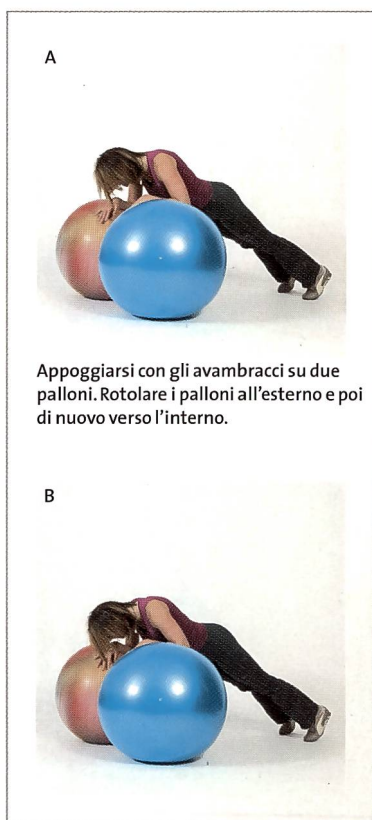 A
Appoggiarsi con gli avambracci su due
palloni. Rotolare i palloni all'esterno e poi
di nuovo verso l'interno.
B